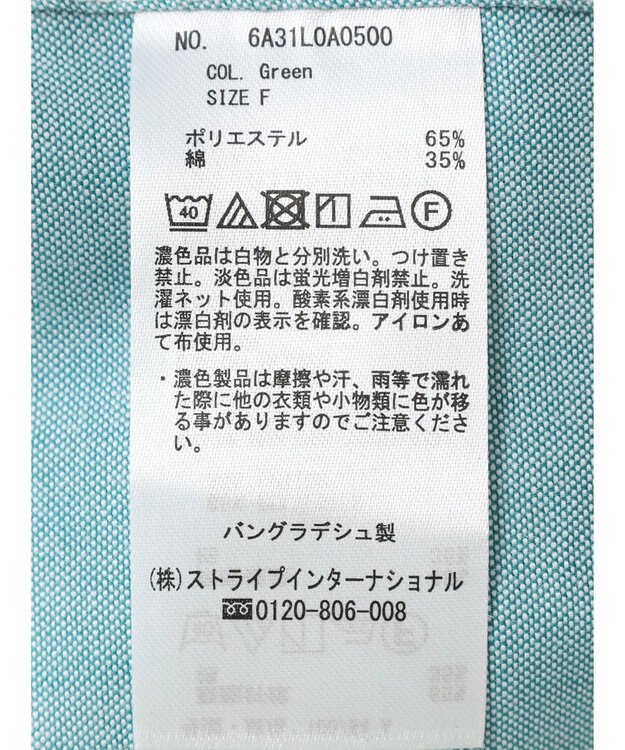 NO. 6A31L0A0500
COL. Green
SIZE F
ポリエステル 65%
綿 35%
40 F
濃色品は白物と分別洗い。つけ置き
禁止。淡色品は蛍光増白剤禁止。洗
濯ネット使用。酸素系漂白剤使用時
は漂白剤の表示を確認。アイロンあ
て布使用。
・濃色製品は摩擦や汗、雨等で濡れ
た際に他の衣類や小物類に色が移
る事がありますのでご注意くださ
い。
バングラデシュ製
(株)ストライプインターナショナル
0120-806-008